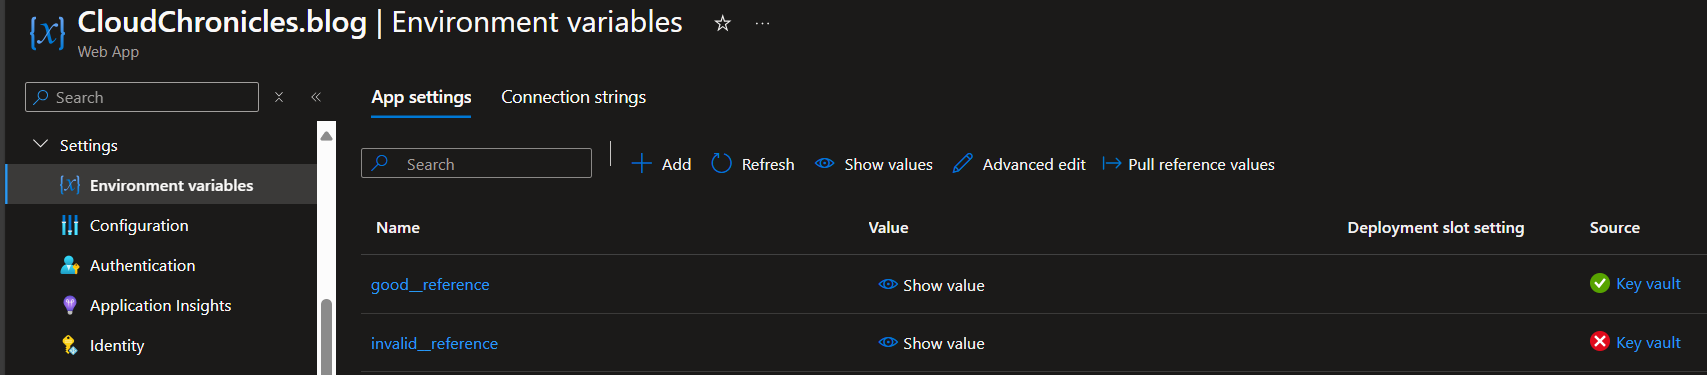 CloudChronicles.blog | Environment variables
Web App
Search
App settings Connection strings
Settings
Search Add Refresh Show values Advanced edit Pull reference values
Environment variables
Configuration
Name Value Deployment slot setting Source
Authentication
good__reference Show value Key vault
Application Insights
invalid__reference Show value Key vault
Identity